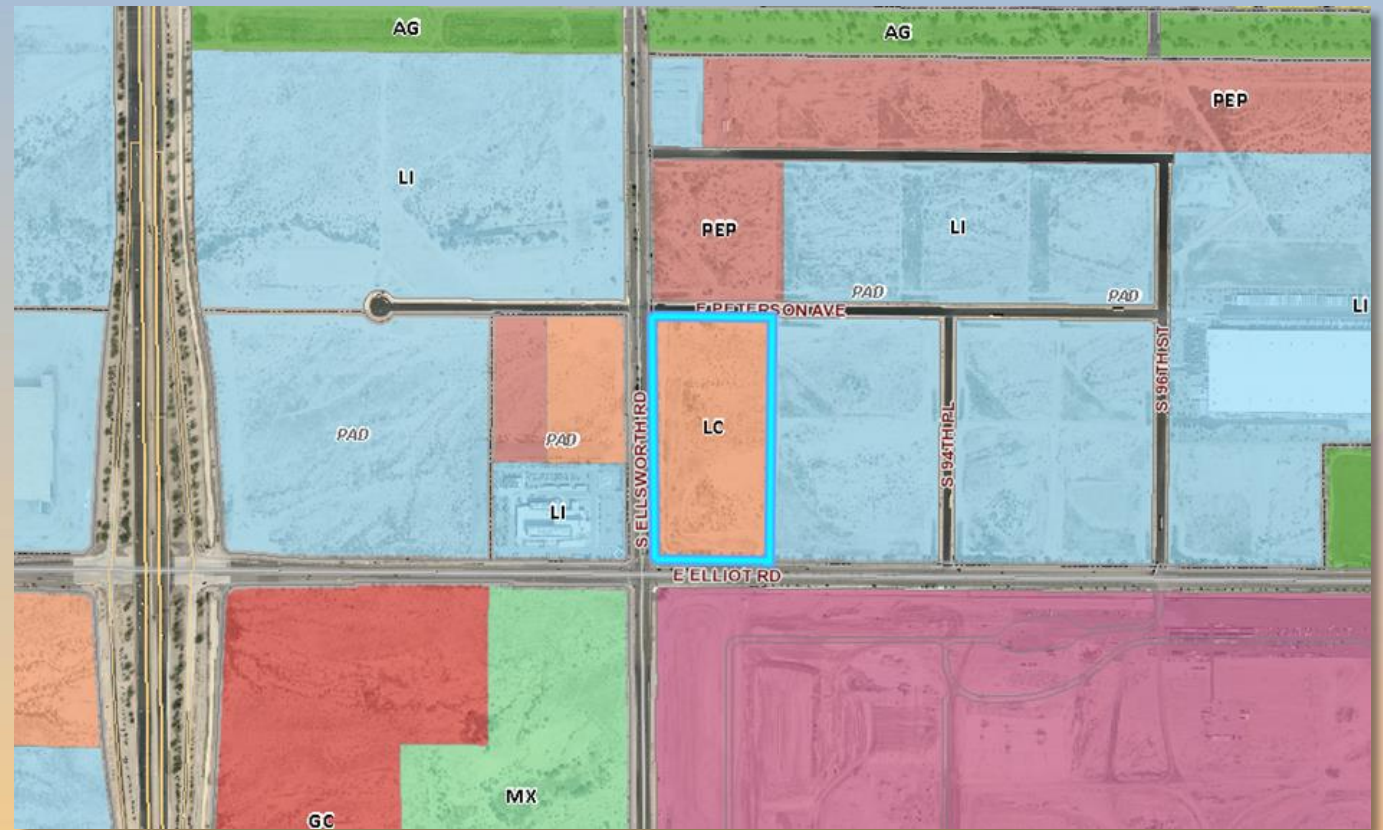 AG
AG
PEP
LI
PEP
LI
PAD
PAD
LI
E PETERSON AVE
S 96TH ST
S ELLSWORTH RD
LC
S 94TH PL
PAD
PAD
LI
E ELLIOT RD
MX
GC